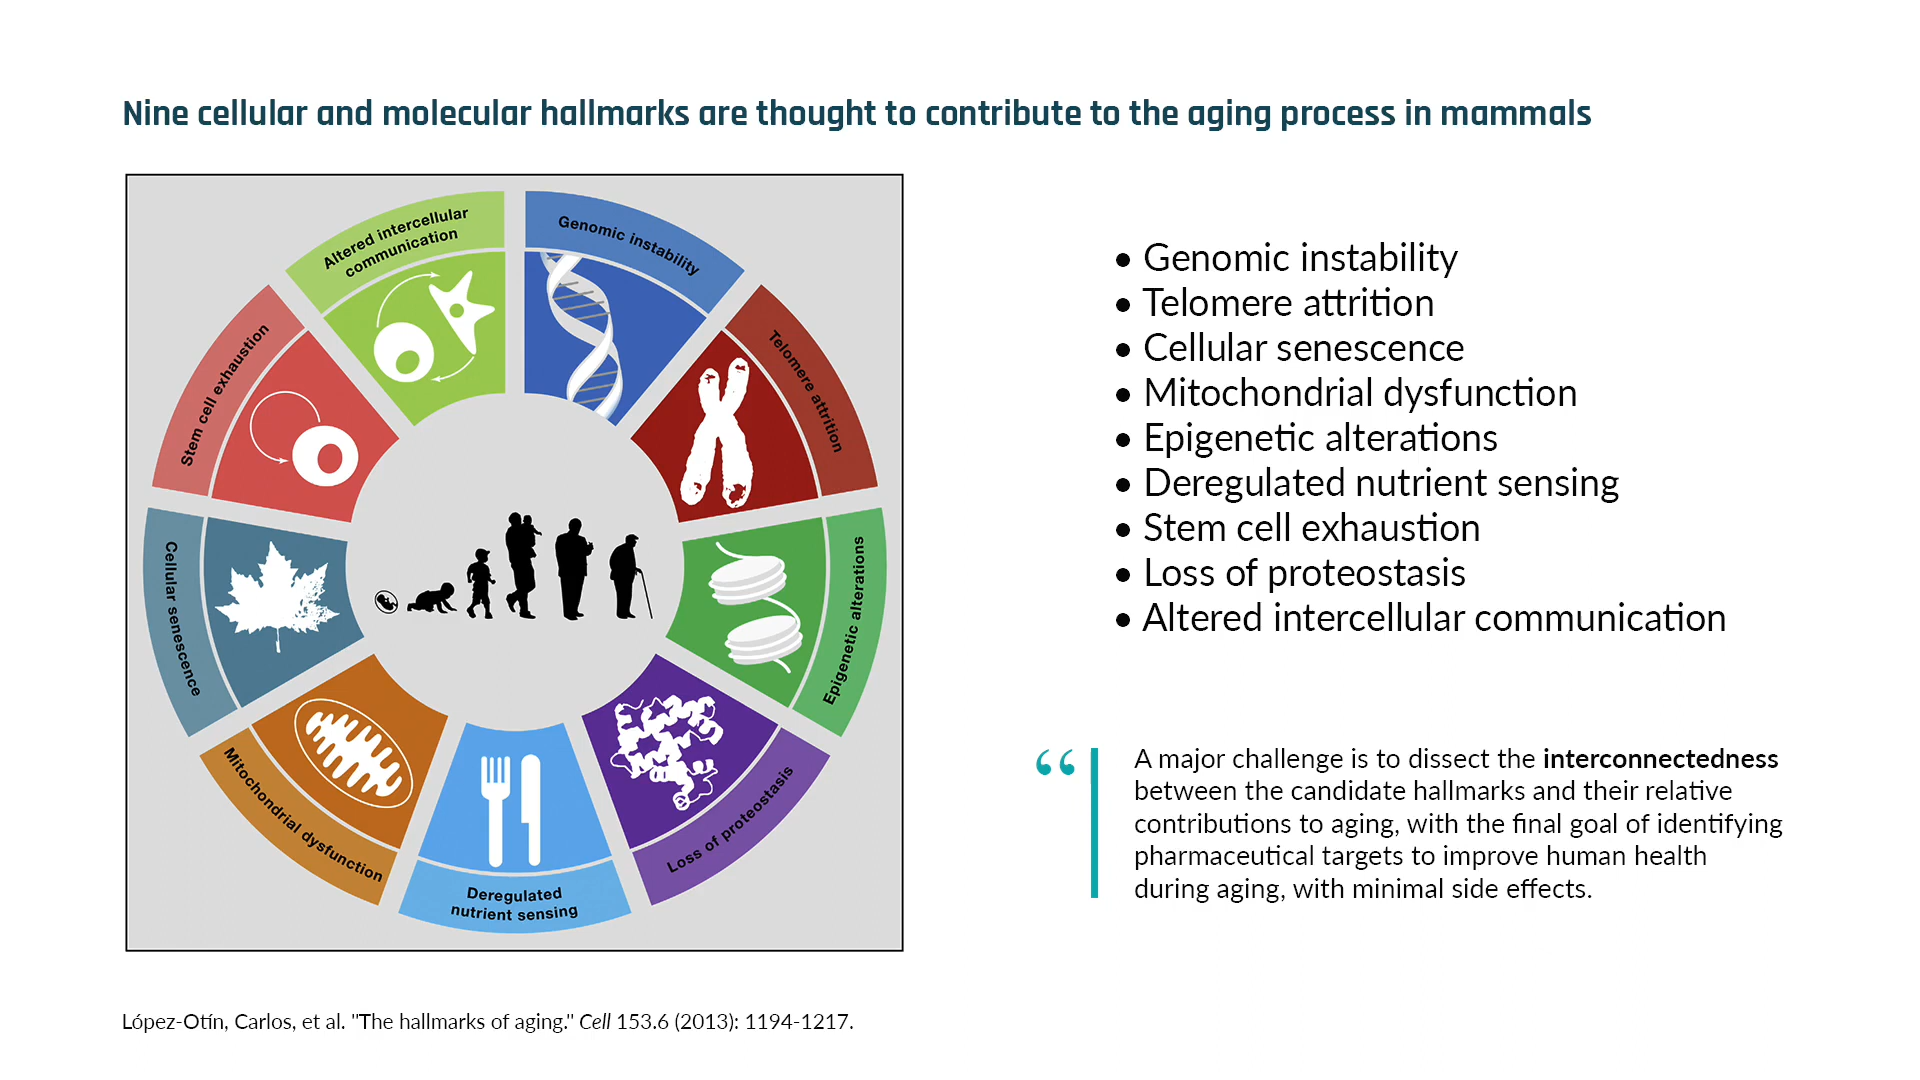 Nine cellular and molecular hallmarks are thought to contribute to the aging process in mammals
Altered intercellular
communication
Genomic instability
Telomere attrition
Epigenetic alterations
Loss of proteostasis
Deregulated
nutrient sensing
Mitochondrial dysfunction
Cellular senescence
Stem cell exhaustion
• Genomic instability
• Telomere attrition
• Cellular senescence
• Mitochondrial dysfunction
• Epigenetic alterations
• Deregulated nutrient sensing
• Stem cell exhaustion
• Loss of proteostasis
• Altered intercellular communication
“
A major challenge is to dissect the interconnectedness
between the candidate hallmarks and their relative
contributions to aging, with the final goal of identifying
pharmaceutical targets to improve human health
during aging, with minimal side effects.
López-Otín, Carlos, et al. "The hallmarks of aging." Cell 153.6 (2013): 1194-1217.